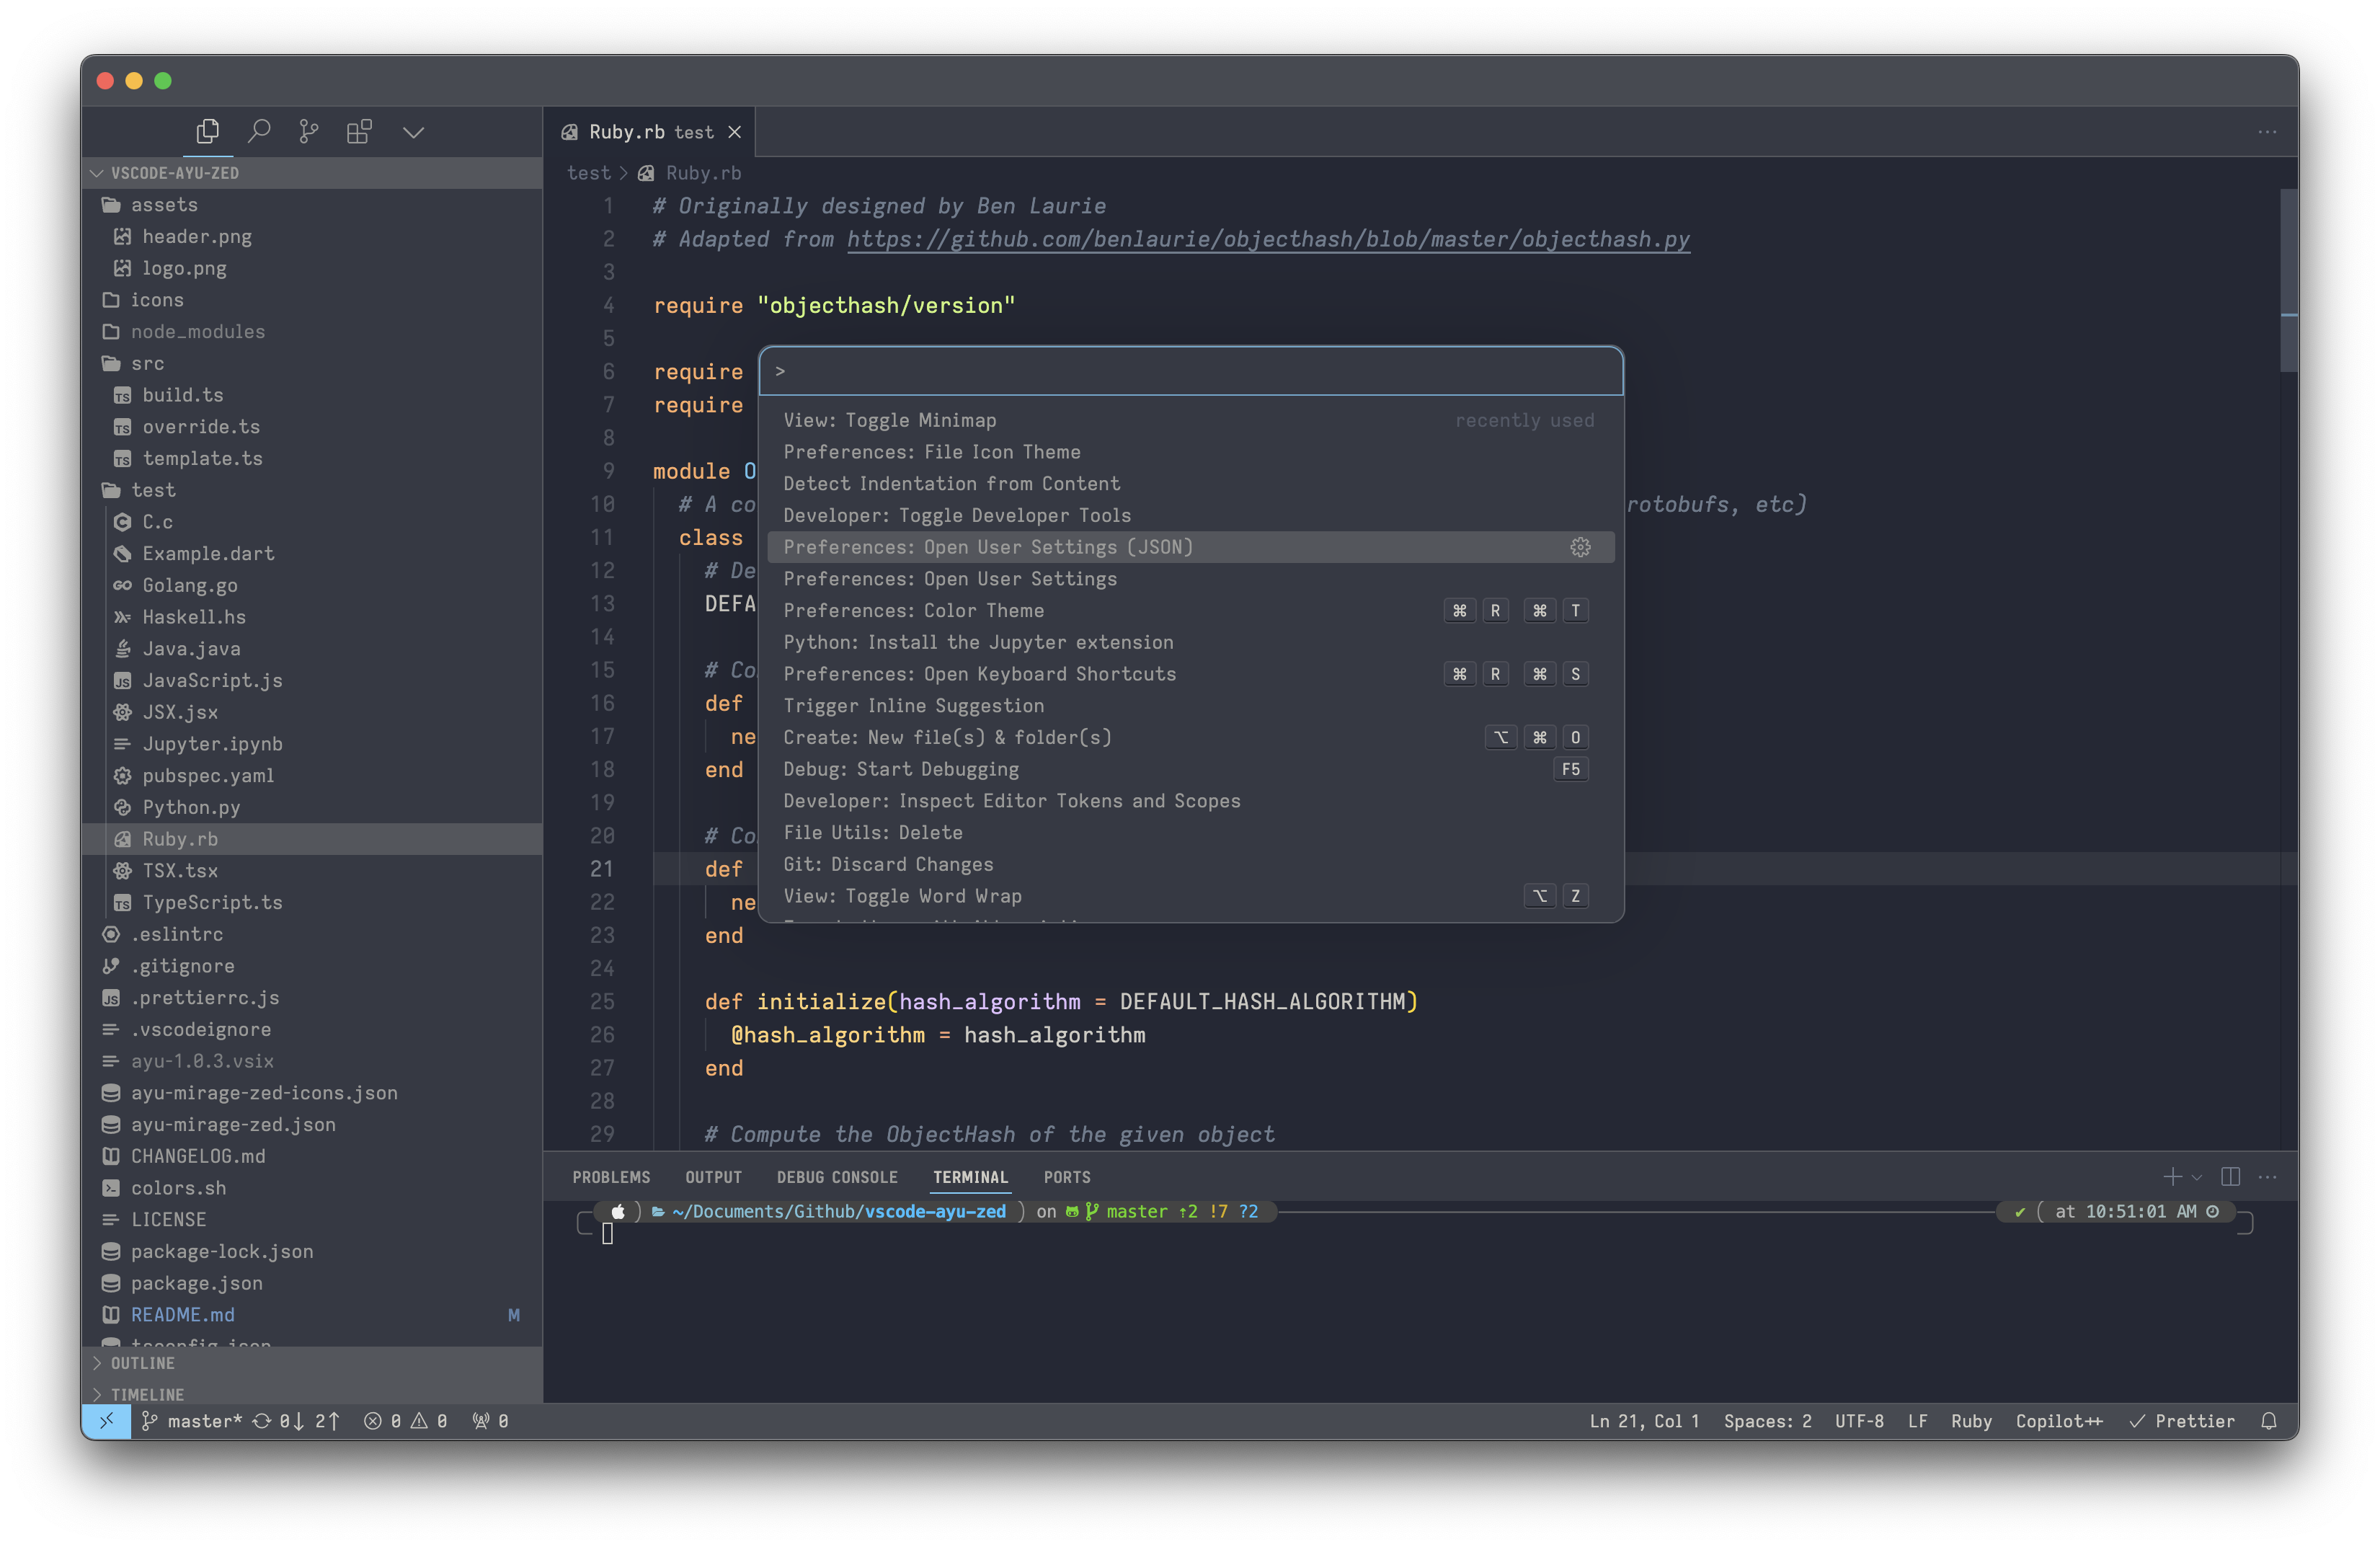 VSCODE-AYU-ZED
assets
header.png
logo.png
icons
node_modules
src
build.ts
override.ts
template.ts
test
C.c
Example.dart
Golang.go
Haskell.hs
Java.java
JavaScript.js
JSX.jsx
Jupyter.ipynb
pubspec.yaml
Python.py
Ruby.rb
TSX.tsx
TypeScript.ts
.eslintrc
.gitignore
.prettierrc.js
.vscodeignore
ayu-1.0.3.vsix
ayu-mirage-zed-icons.json
ayu-mirage-zed.json
CHANGELOG.md
colors.sh
LICENSE
package-lock.json
package.json
README.md M
tsconfig.json
OUTLINE
TIMELINE
Ruby.rb test
test > Ruby.rb
1 # Originally designed by Ben Laurie
2 # Adapted from https://github.com/benlaurie/objecthash/blob/master/objecthash.py
3
4 require "objecthash/version"
5
6 require
7 require
8
9 module O
10 # A co rotobufs, etc)
11 class
12 # De
13 DEFA
14
15 # Co
16 def
17 ne
18 end
19
20 # Co
21 def
22 ne
23 end
24
25 def initialize(hash_algorithm = DEFAULT_HASH_ALGORITHM)
26 @hash_algorithm = hash_algorithm
27 end
28
29 # Compute the ObjectHash of the given object
>
View: Toggle Minimap recently used
Preferences: File Icon Theme
Detect Indentation from Content
Developer: Toggle Developer Tools
Preferences: Open User Settings (JSON)
Preferences: Open User Settings
Preferences: Color Theme ⌘ R ⌘ T
Python: Install the Jupyter extension
Preferences: Open Keyboard Shortcuts ⌘ R ⌘ S
Trigger Inline Suggestion
Create: New file(s) & folder(s) ⌥ ⌘ O
Debug: Start Debugging F5
Developer: Inspect Editor Tokens and Scopes
File Utils: Delete
Git: Discard Changes
View: Toggle Word Wrap ⌥ Z
PROBLEMS OUTPUT DEBUG CONSOLE TERMINAL PORTS
~/Documents/Github/vscode-ayu-zed ) on master ⇡2 !7 ?2 ✔ ( at 10:51:01 AM
master* 0↓ 2↑ 0 0 0 Ln 21, Col 1 Spaces: 2 UTF-8 LF Ruby Copilot++ ✓ Prettier